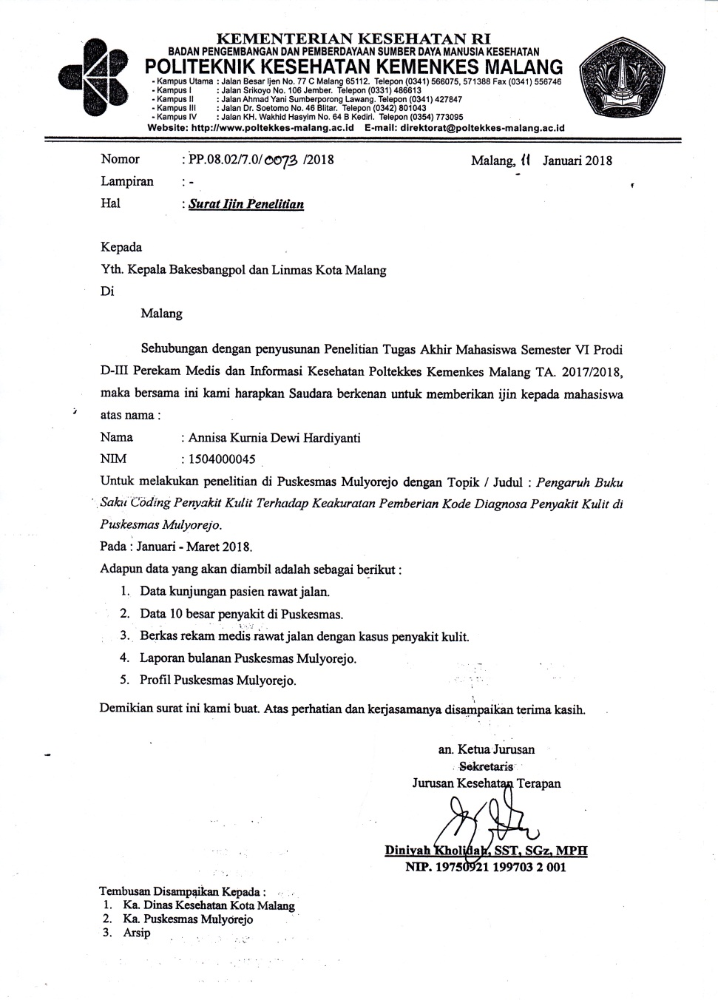 KEMENTERIAN KESEHATAN RI
BADAN PENGEMBANGAN DAN PEMBERDAYAAN SUMBER DAYA MANUSIA KESEHATAN
POLITEKNIK KESEHATAN KEMENKES MALANG
- Kampus Utama : Jalan Besar Ijen No. 77 C Malang 65112. Telepon (0341) 566075, 571388 Fax (0341) 556746
- Kampus I : Jalan Srikoyo No. 106 Jember. Telepon (0331) 486613
- Kampus II : Jalan Ahmad Yani Sumberporong Lawang. Telepon (0341) 427847
- Kampus III : Jalan Dr. Soetomo No. 46 Blitar. Telepon (0342) 801043
- Kampus IV : Jalan KH. Wakhid Hasyim No. 64 B Kediri. Telepon (0354) 773095
Website: http://www.poltekkes-malang.ac.id E-mail: direktorat@poltekkes-malang.ac.id
Nomor : PP.08.02/7.0/ 0073 /2018 Malang, 11 Januari 2018
Lampiran : -
Hal : Surat Ijin Penelitian
Kepada
Yth. Kepala Bakesbangpol dan Linmas Kota Malang
Di
Malang
Sehubungan dengan penyusunan Penelitian Tugas Akhir Mahasiswa Semester VI Prodi
D-III Perekam Medis dan Informasi Kesehatan Poltekkes Kemenkes Malang TA. 2017/2018,
maka bersama ini kami harapkan Saudara berkenan untuk memberikan ijin kepada mahasiswa
atas nama :
Nama : Annisa Kurnia Dewi Hardiyanti
NIM : 1504000045
Untuk melakukan penelitian di Puskesmas Mulyorejo dengan Topik / Judul : Pengaruh Buku
Saku Coding Penyakit Kulit Terhadap Keakuratan Pemberian Kode Diagnosa Penyakit Kulit di
Puskesmas Mulyorejo.
Pada : Januari - Maret 2018.
Adapun data yang akan diambil adalah sebagai berikut :
1. Data kunjungan pasien rawat jalan.
2. Data 10 besar penyakit di Puskesmas.
3. Berkas rekam medis rawat jalan dengan kasus penyakit kulit.
4. Laporan bulanan Puskesmas Mulyorejo.
5. Profil Puskesmas Mulyorejo.
Demikian surat ini kami buat. Atas perhatian dan kerjasamanya disampaikan terima kasih.
an. Ketua Jurusan
Sekretaris
Jurusan Kesehatan Terapan
Diniyah Kholidah, SST, SGz, MPH
NIP. 19750921 199703 2 001
Tembusan Disampaikan Kepada :
1. Ka. Dinas Kesehatan Kota Malang
2. Ka. Puskesmas Mulyorejo
3. Arsip